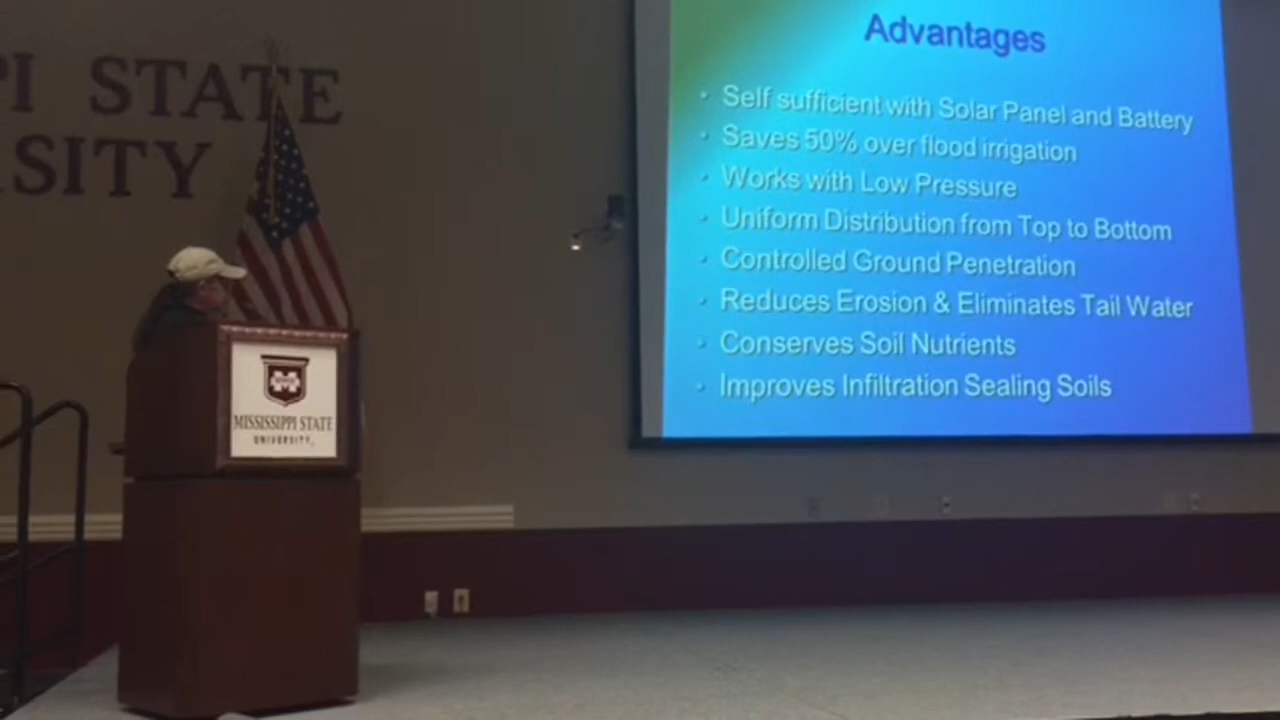 PI STATE
SITY
MISSISSIPPI STATE
UNIVERSITY
Advantages
• Self sufficient with Solar Panel and Battery
• Saves 50% over flood irrigation
• Works with Low Pressure
• Uniform Distribution from Top to Bottom
• Controlled Ground Penetration
• Reduces Erosion & Eliminates Tail Water
• Conserves Soil Nutrients
• Improves Infiltration Sealing Soils